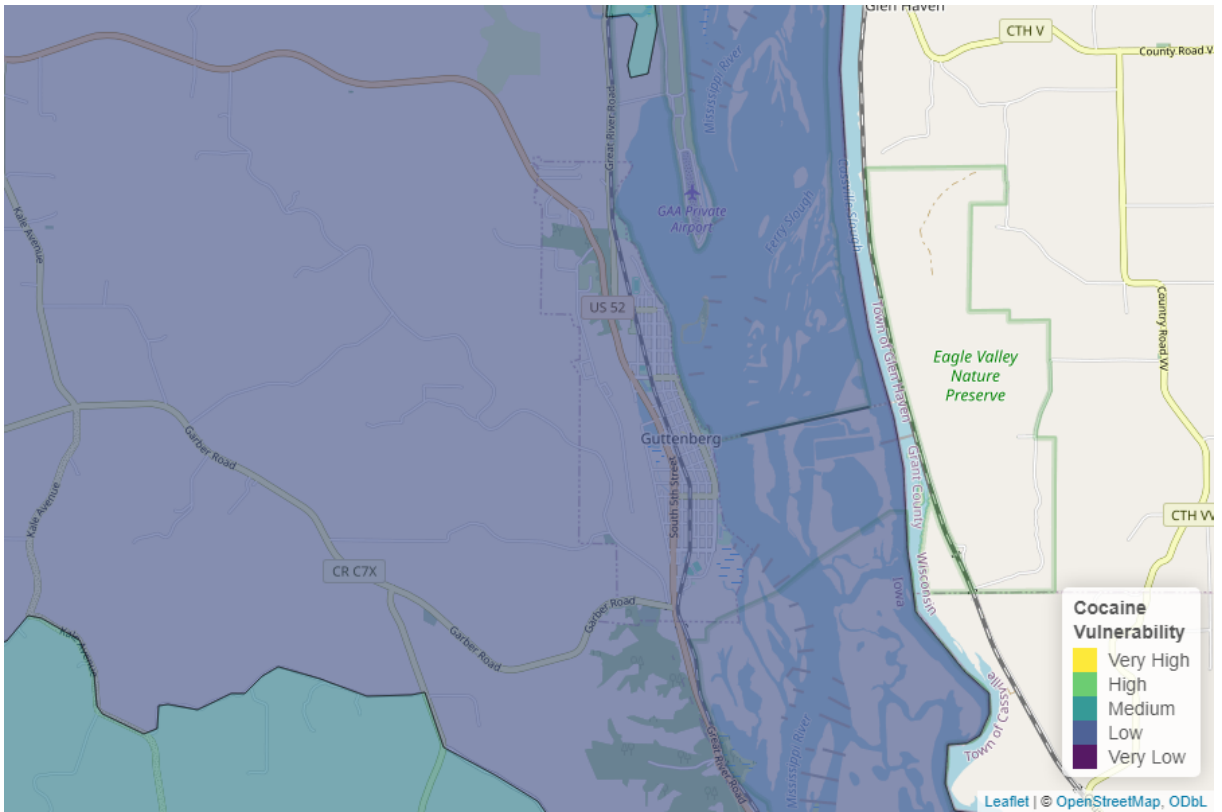 Glen Haven
CTH V
County Road V
Great River Road
Mississippi River
Cassville Slough
Kale Avenue
GAA Private
Airport
Ferry Slough
US 52
Town of Glen Haven
Country Road VV
Eagle Valley
Nature
Preserve
Guttenberg
Garber Road
Grant County
South 5th Street
Kale Avenue
CTH VV
CR C7X
Wisconsin
Iowa
Garber Road
Garber Road
Kale Avenue
Town of Cassville
Great River Road
Mississippi River
Cocaine
Vulnerability
Very High
High
Medium
Low
Very Low
Leaflet | © OpenStreetMap, ODbL